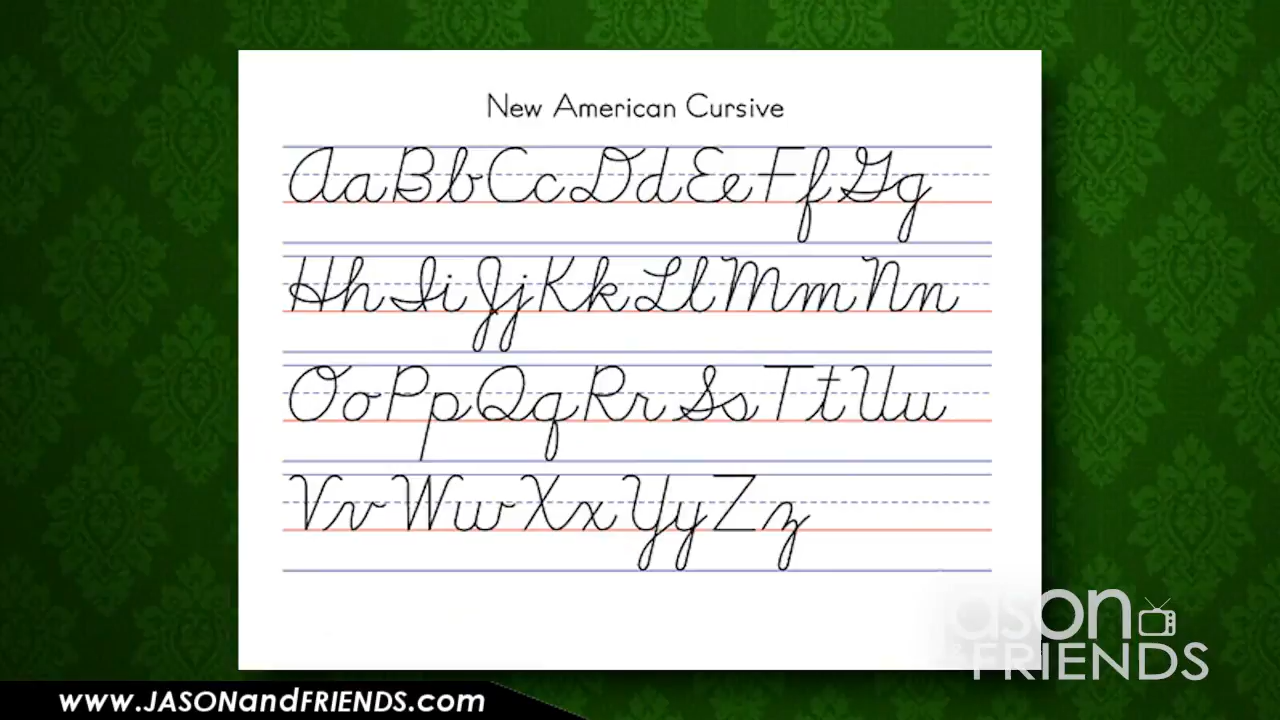 New American Cursive
Aa Bb Cc Dd Ee Ff Gg
Hh Ii Jj Kk Ll Mm Nn
Oo Pp Qq Rr Ss Tt Uu
Vv Ww Xx Yy Zz
ason
FRIENDS
www.JASONandFRIENDS.com